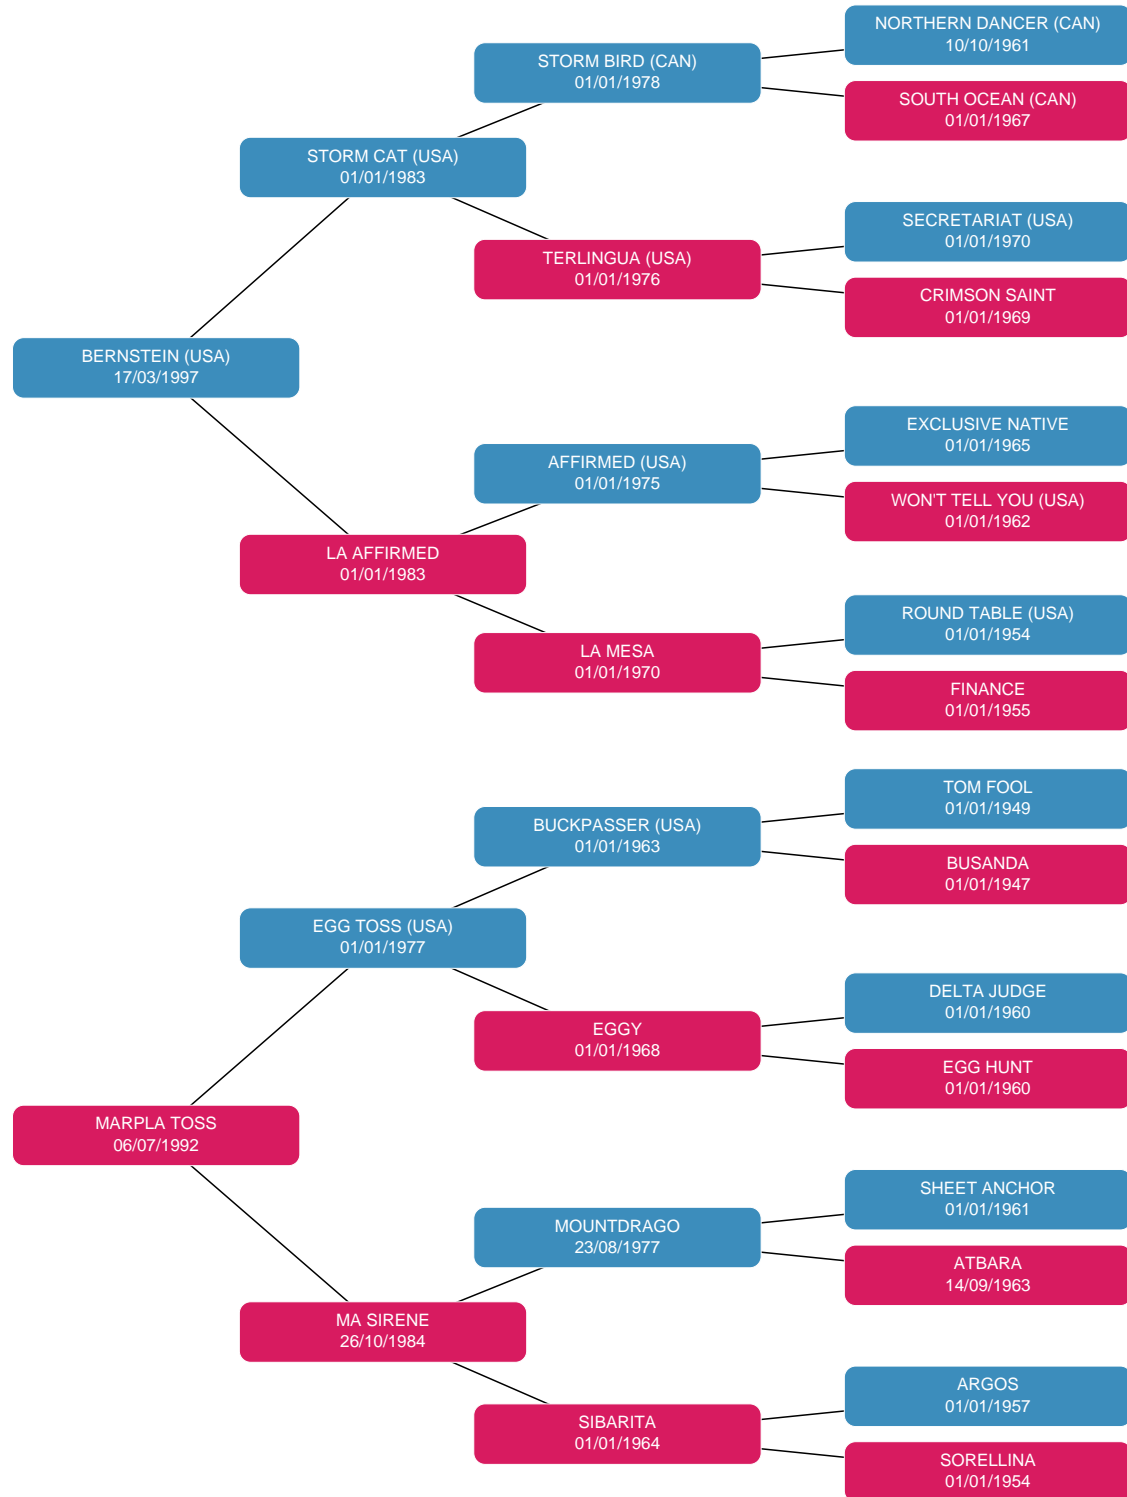 NORTHERN DANCER (CAN)
10/10/1961
STORM BIRD (CAN)
01/01/1978
SOUTH OCEAN (CAN)
01/01/1967
STORM CAT (USA)
01/01/1983
SECRETARIAT (USA)
01/01/1970
TERLINGUA (USA)
01/01/1976
CRIMSON SAINT
01/01/1969
BERNSTEIN (USA)
17/03/1997
EXCLUSIVE NATIVE
01/01/1965
AFFIRMED (USA)
01/01/1975
WON'T TELL YOU (USA)
01/01/1962
LA AFFIRMED
01/01/1983
ROUND TABLE (USA)
01/01/1954
LA MESA
01/01/1970
FINANCE
01/01/1955
TOM FOOL
01/01/1949
BUCKPASSER (USA)
01/01/1963
BUSANDA
01/01/1947
EGG TOSS (USA)
01/01/1977
DELTA JUDGE
01/01/1960
EGGY
01/01/1968
EGG HUNT
01/01/1960
MARPLA TOSS
06/07/1992
SHEET ANCHOR
01/01/1961
MOUNTDRAGO
23/08/1977
ATBARA
14/09/1963
MA SIRENE
26/10/1984
ARGOS
01/01/1957
SIBARITA
01/01/1964
SORELLINA
01/01/1954